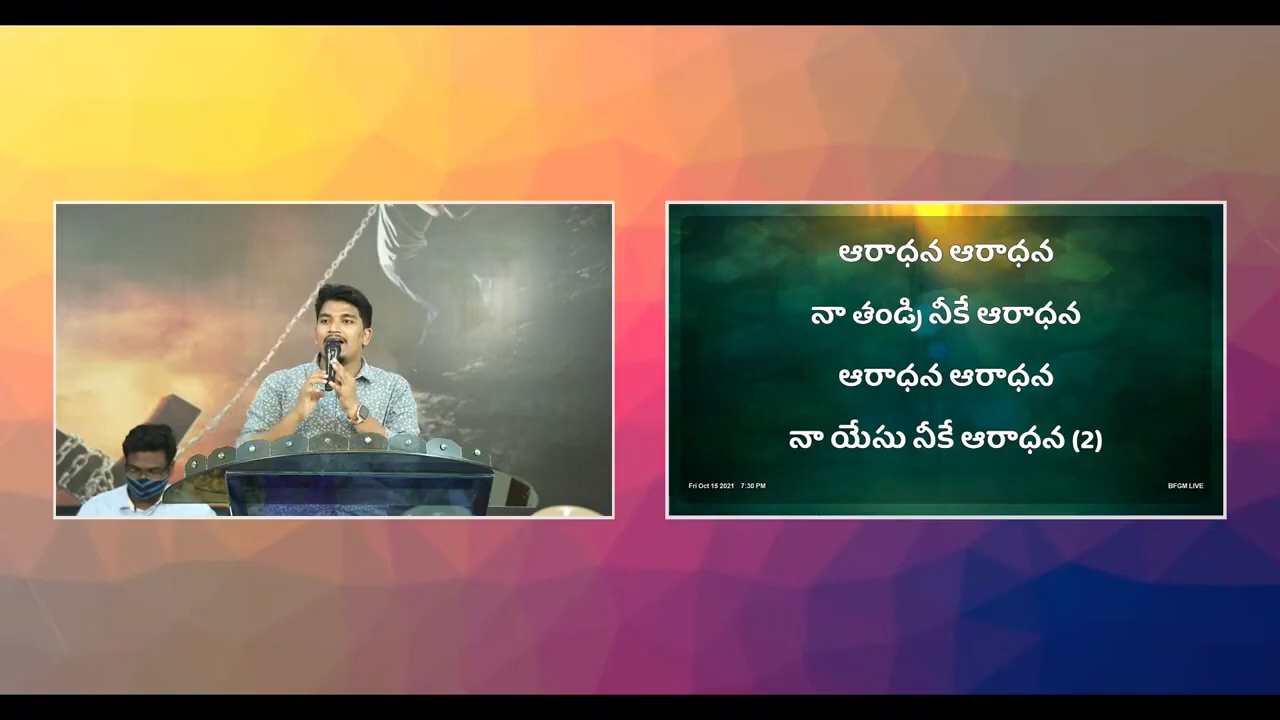 ఆరాధన ఆరాధన
నా తండ్రి నీకే ఆరాధన
ఆరాధన ఆరాధన
నా యేసు నీకే ఆరాధన (2)
Fri Oct 15 2021 7:30 PM
BFGM LIVE